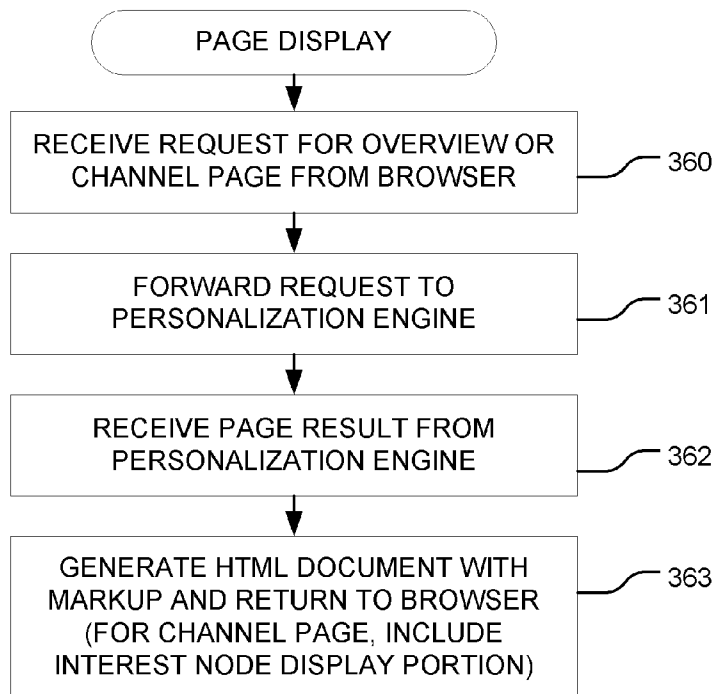 PAGE DISPLAY
RECEIVE REQUEST FOR OVERVIEW OR
CHANNEL PAGE FROM BROWSER
360
FORWARD REQUEST TO
PERSONALIZATION ENGINE
361
RECEIVE PAGE RESULT FROM
PERSONALIZATION ENGINE
362
GENERATE HTML DOCUMENT WITH
MARKUP AND RETURN TO BROWSER
(FOR CHANNEL PAGE, INCLUDE
INTEREST NODE DISPLAY PORTION)
363